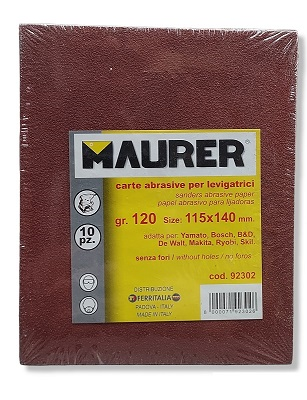 MAURER
carte abrasive per levigatrici
sanders abrasive paper
papel abrasivo para lijadoras
gr. 120 Size: 115x140 mm.
10
pz.
adatta per: Yamato, Bosch, B&D,
De Walt, Makita, Ryobi, Skil.
senza fori / without holes / no foros
cod. 92302
DISTRIBUZIONE
FERRITALIA
PADOVA - ITALY
MADE IN ITALY